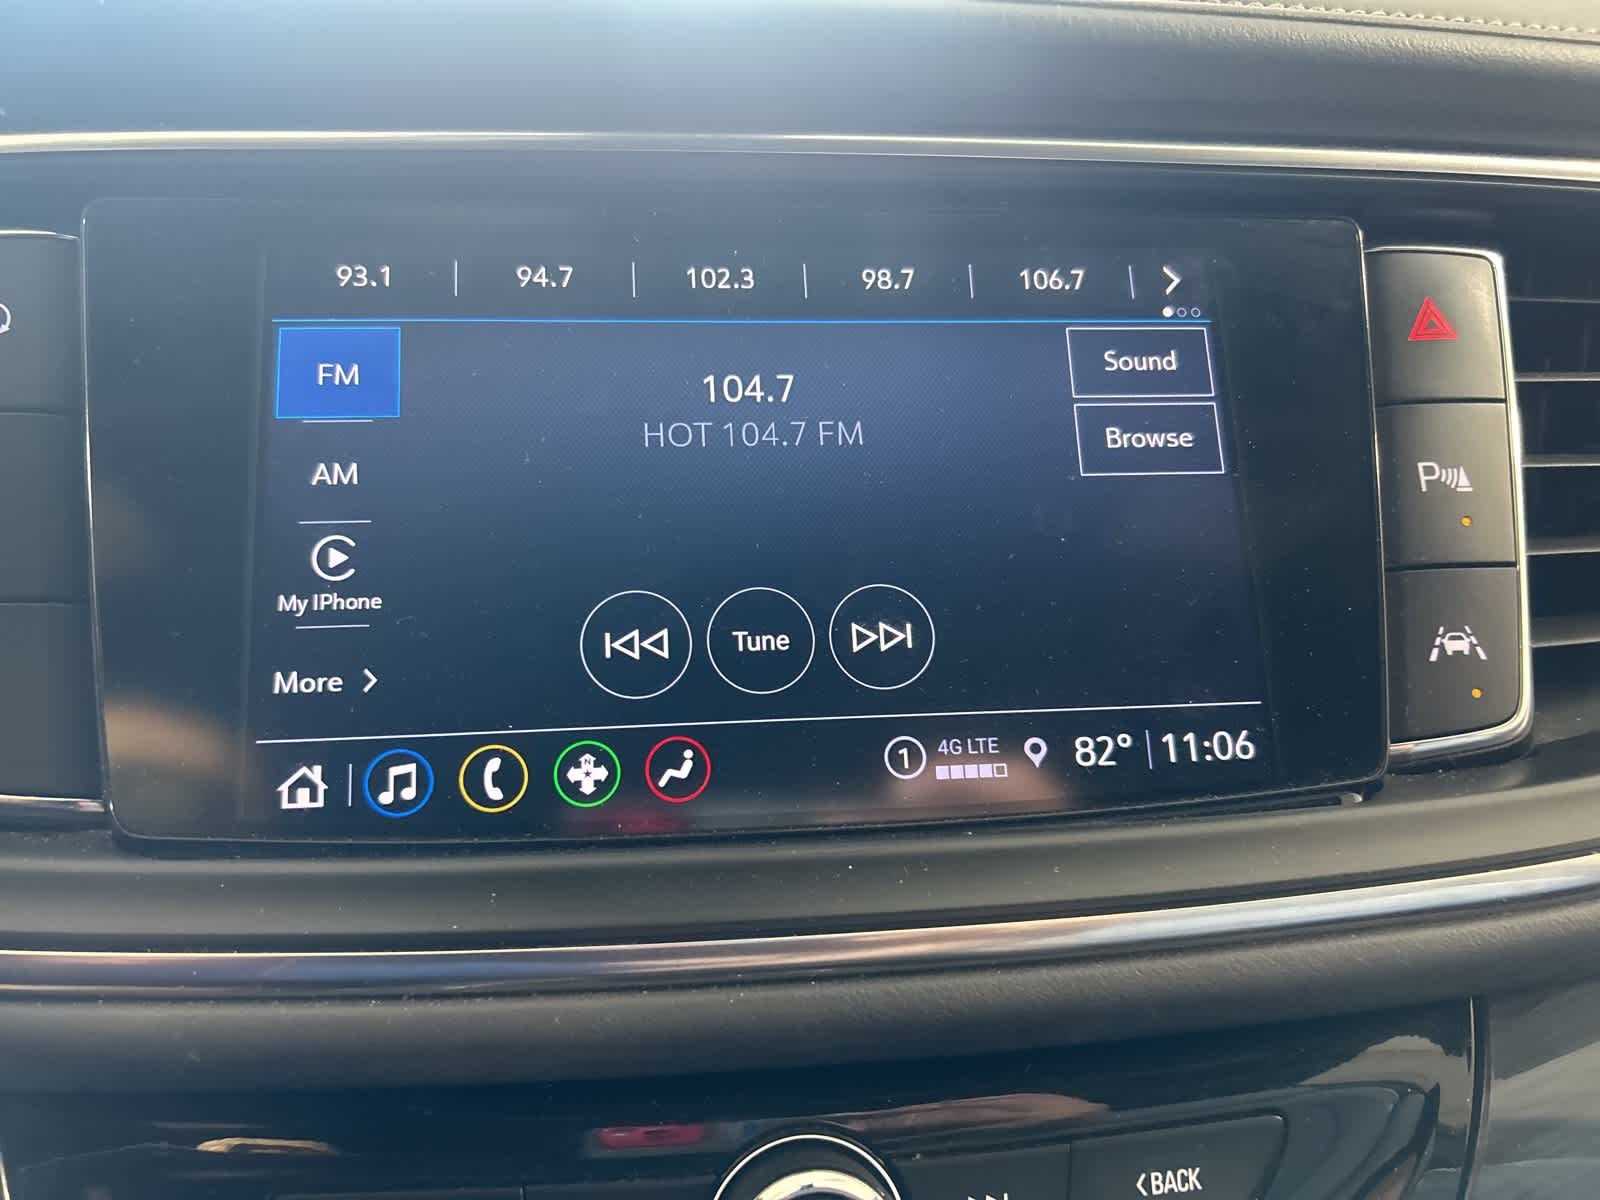 93.1 94.7 102.3 98.7 106.7
FM
104.7
HOT 104.7 FM
Sound
Browse
AM
My IPhone
More
Tune
1 4G LTE 82° 11:06
P
BACK